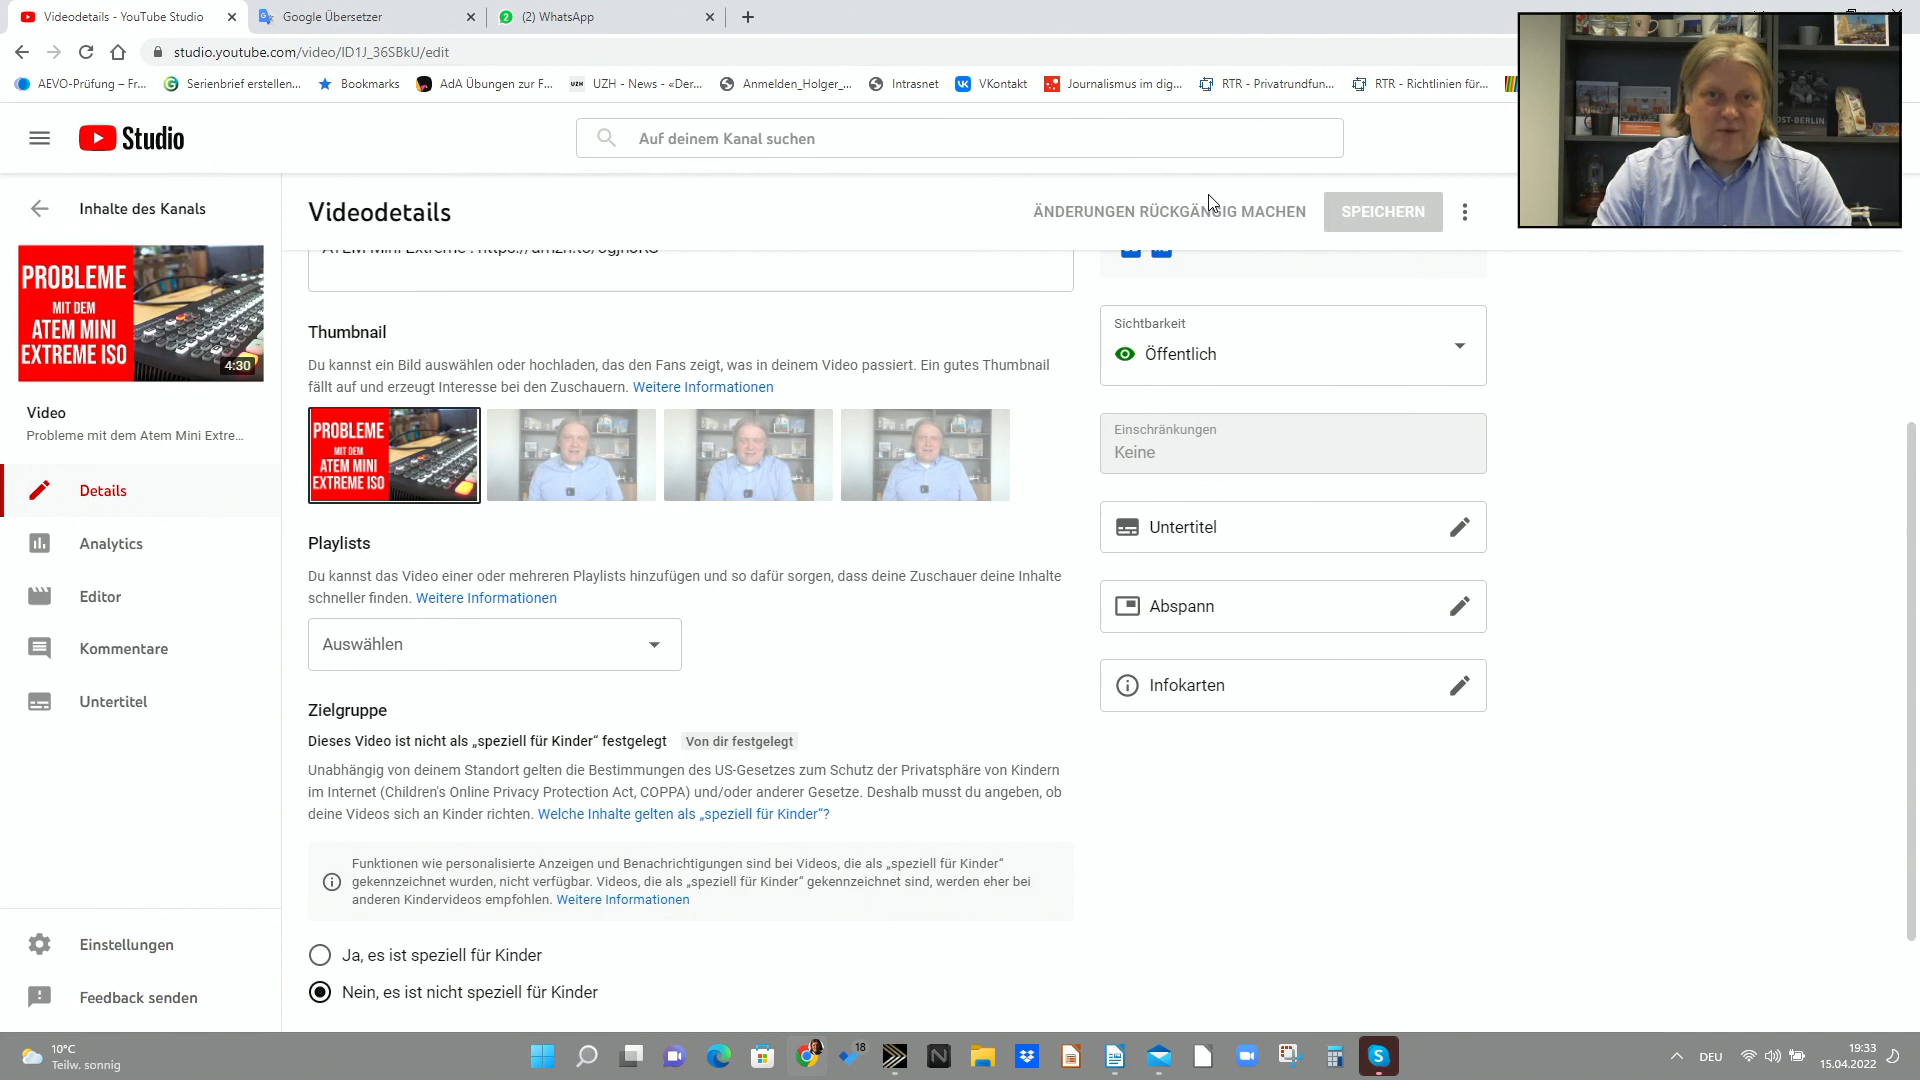 Videodetails - YouTube Studio
Google Übersetzer
(2) WhatsApp
studio.youtube.com/video/lD1J_36SBkU/edit
AEVO-Prüfung – Fr...
Serienbrief erstellen...
Bookmarks
AdA Übungen zur F...
UZH - News - «Der...
Anmelden_Holger_...
Intrasnet
VKontakt
Journalismus im dig...
RTR - Privatrundfun...
RTR - Richtlinien für...
Studio
Auf deinem Kanal suchen
OST-BERLIN
Inhalte des Kanals
Videodetails
ÄNDERUNGEN RÜCKGÄNGIG MACHEN
SPEICHERN
PROBLEME
MIT DEM
ATEM MINI
EXTREME ISO
4:30
Video
Probleme mit dem Atem Mini Extre...
Details
Analytics
Editor
Kommentare
Untertitel
Einstellungen
Feedback senden
Thumbnail
Du kannst ein Bild auswählen oder hochladen, das den Fans zeigt, was in deinem Video passiert. Ein gutes Thumbnail
fällt auf und erzeugt Interesse bei den Zuschauern. Weitere Informationen
PROBLEME
MIT DEM
ATEM MINI
EXTREME ISO
Playlists
Du kannst das Video einer oder mehreren Playlists hinzufügen und so dafür sorgen, dass deine Zuschauer deine Inhalte
schneller finden. Weitere Informationen
Auswählen
Zielgruppe
Dieses Video ist nicht als „speziell für Kinder“ festgelegt
Von dir festgelegt
Unabhängig von deinem Standort gelten die Bestimmungen des US-Gesetzes zum Schutz der Privatsphäre von Kindern
im Internet (Children's Online Privacy Protection Act, COPPA) und/oder anderer Gesetze. Deshalb musst du angeben, ob
deine Videos sich an Kinder richten. Welche Inhalte gelten als „speziell für Kinder“?
Funktionen wie personalisierte Anzeigen und Benachrichtigungen sind bei Videos, die als „speziell für Kinder“
gekennzeichnet wurden, nicht verfügbar. Videos, die als „speziell für Kinder“ gekennzeichnet sind, werden eher bei
anderen Kindervideos empfohlen. Weitere Informationen
Ja, es ist speziell für Kinder
Nein, es ist nicht speziell für Kinder
Sichtbarkeit
Öffentlich
Einschränkungen
Keine
Untertitel
Abspann
Infokarten
10°C
Teilw. sonnig
18
DEU
19:33
15.04.2022